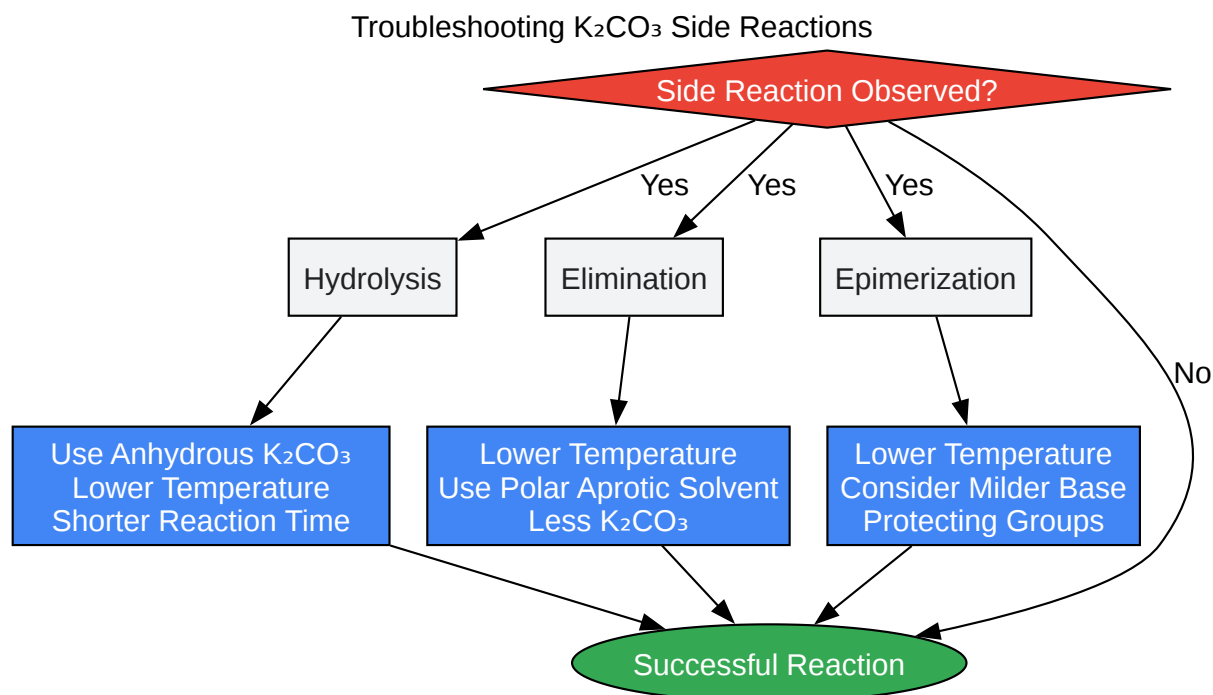 Troubleshooting K₂CO₃ Side Reactions
Side Reaction Observed?
Yes
Yes
Yes
Hydrolysis
Elimination
Epimerization
No
Use Anhydrous K₂CO₃
Lower Temperature
Shorter Reaction Time
Lower Temperature
Use Polar Aprotic Solvent
Less K₂CO₃
Lower Temperature
Consider Milder Base
Protecting Groups
Successful Reaction